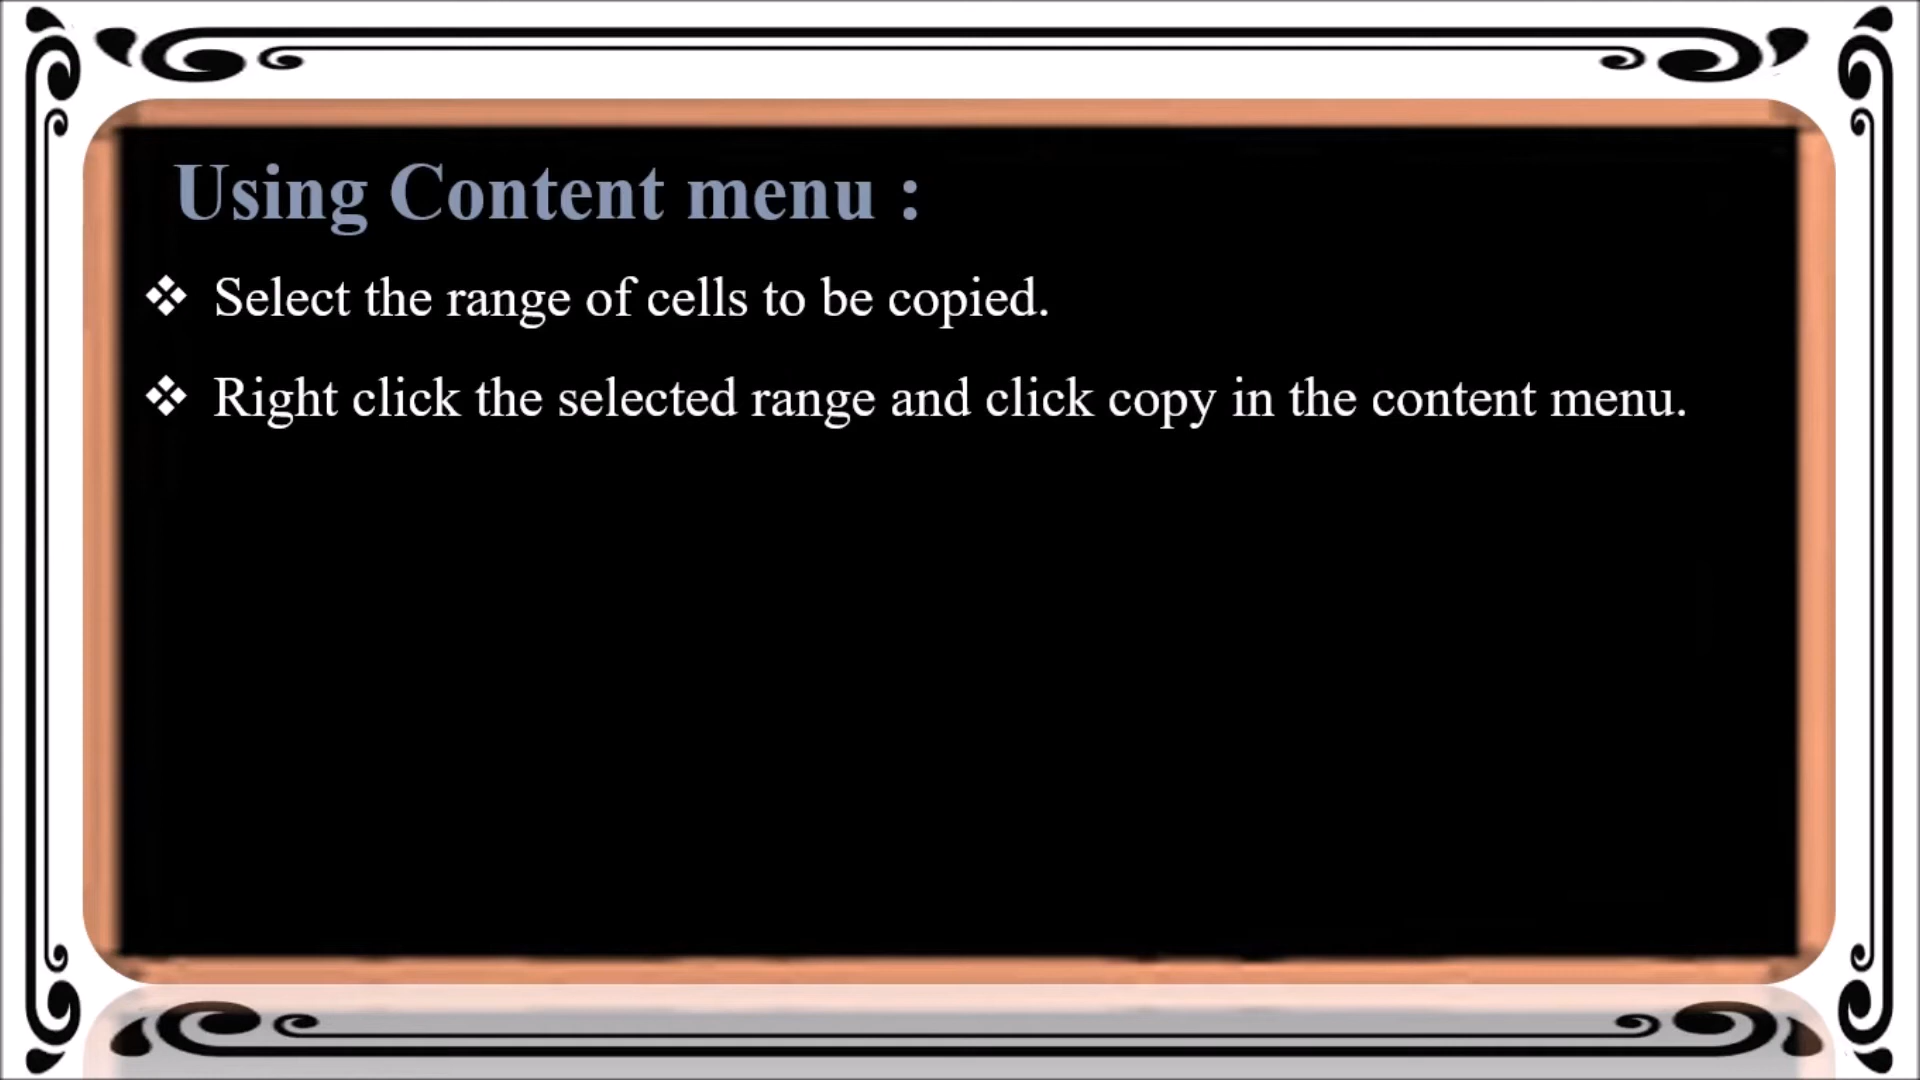 Using Content menu :
❖ Select the range of cells to be copied.
❖ Right click the selected range and click copy in the content menu.